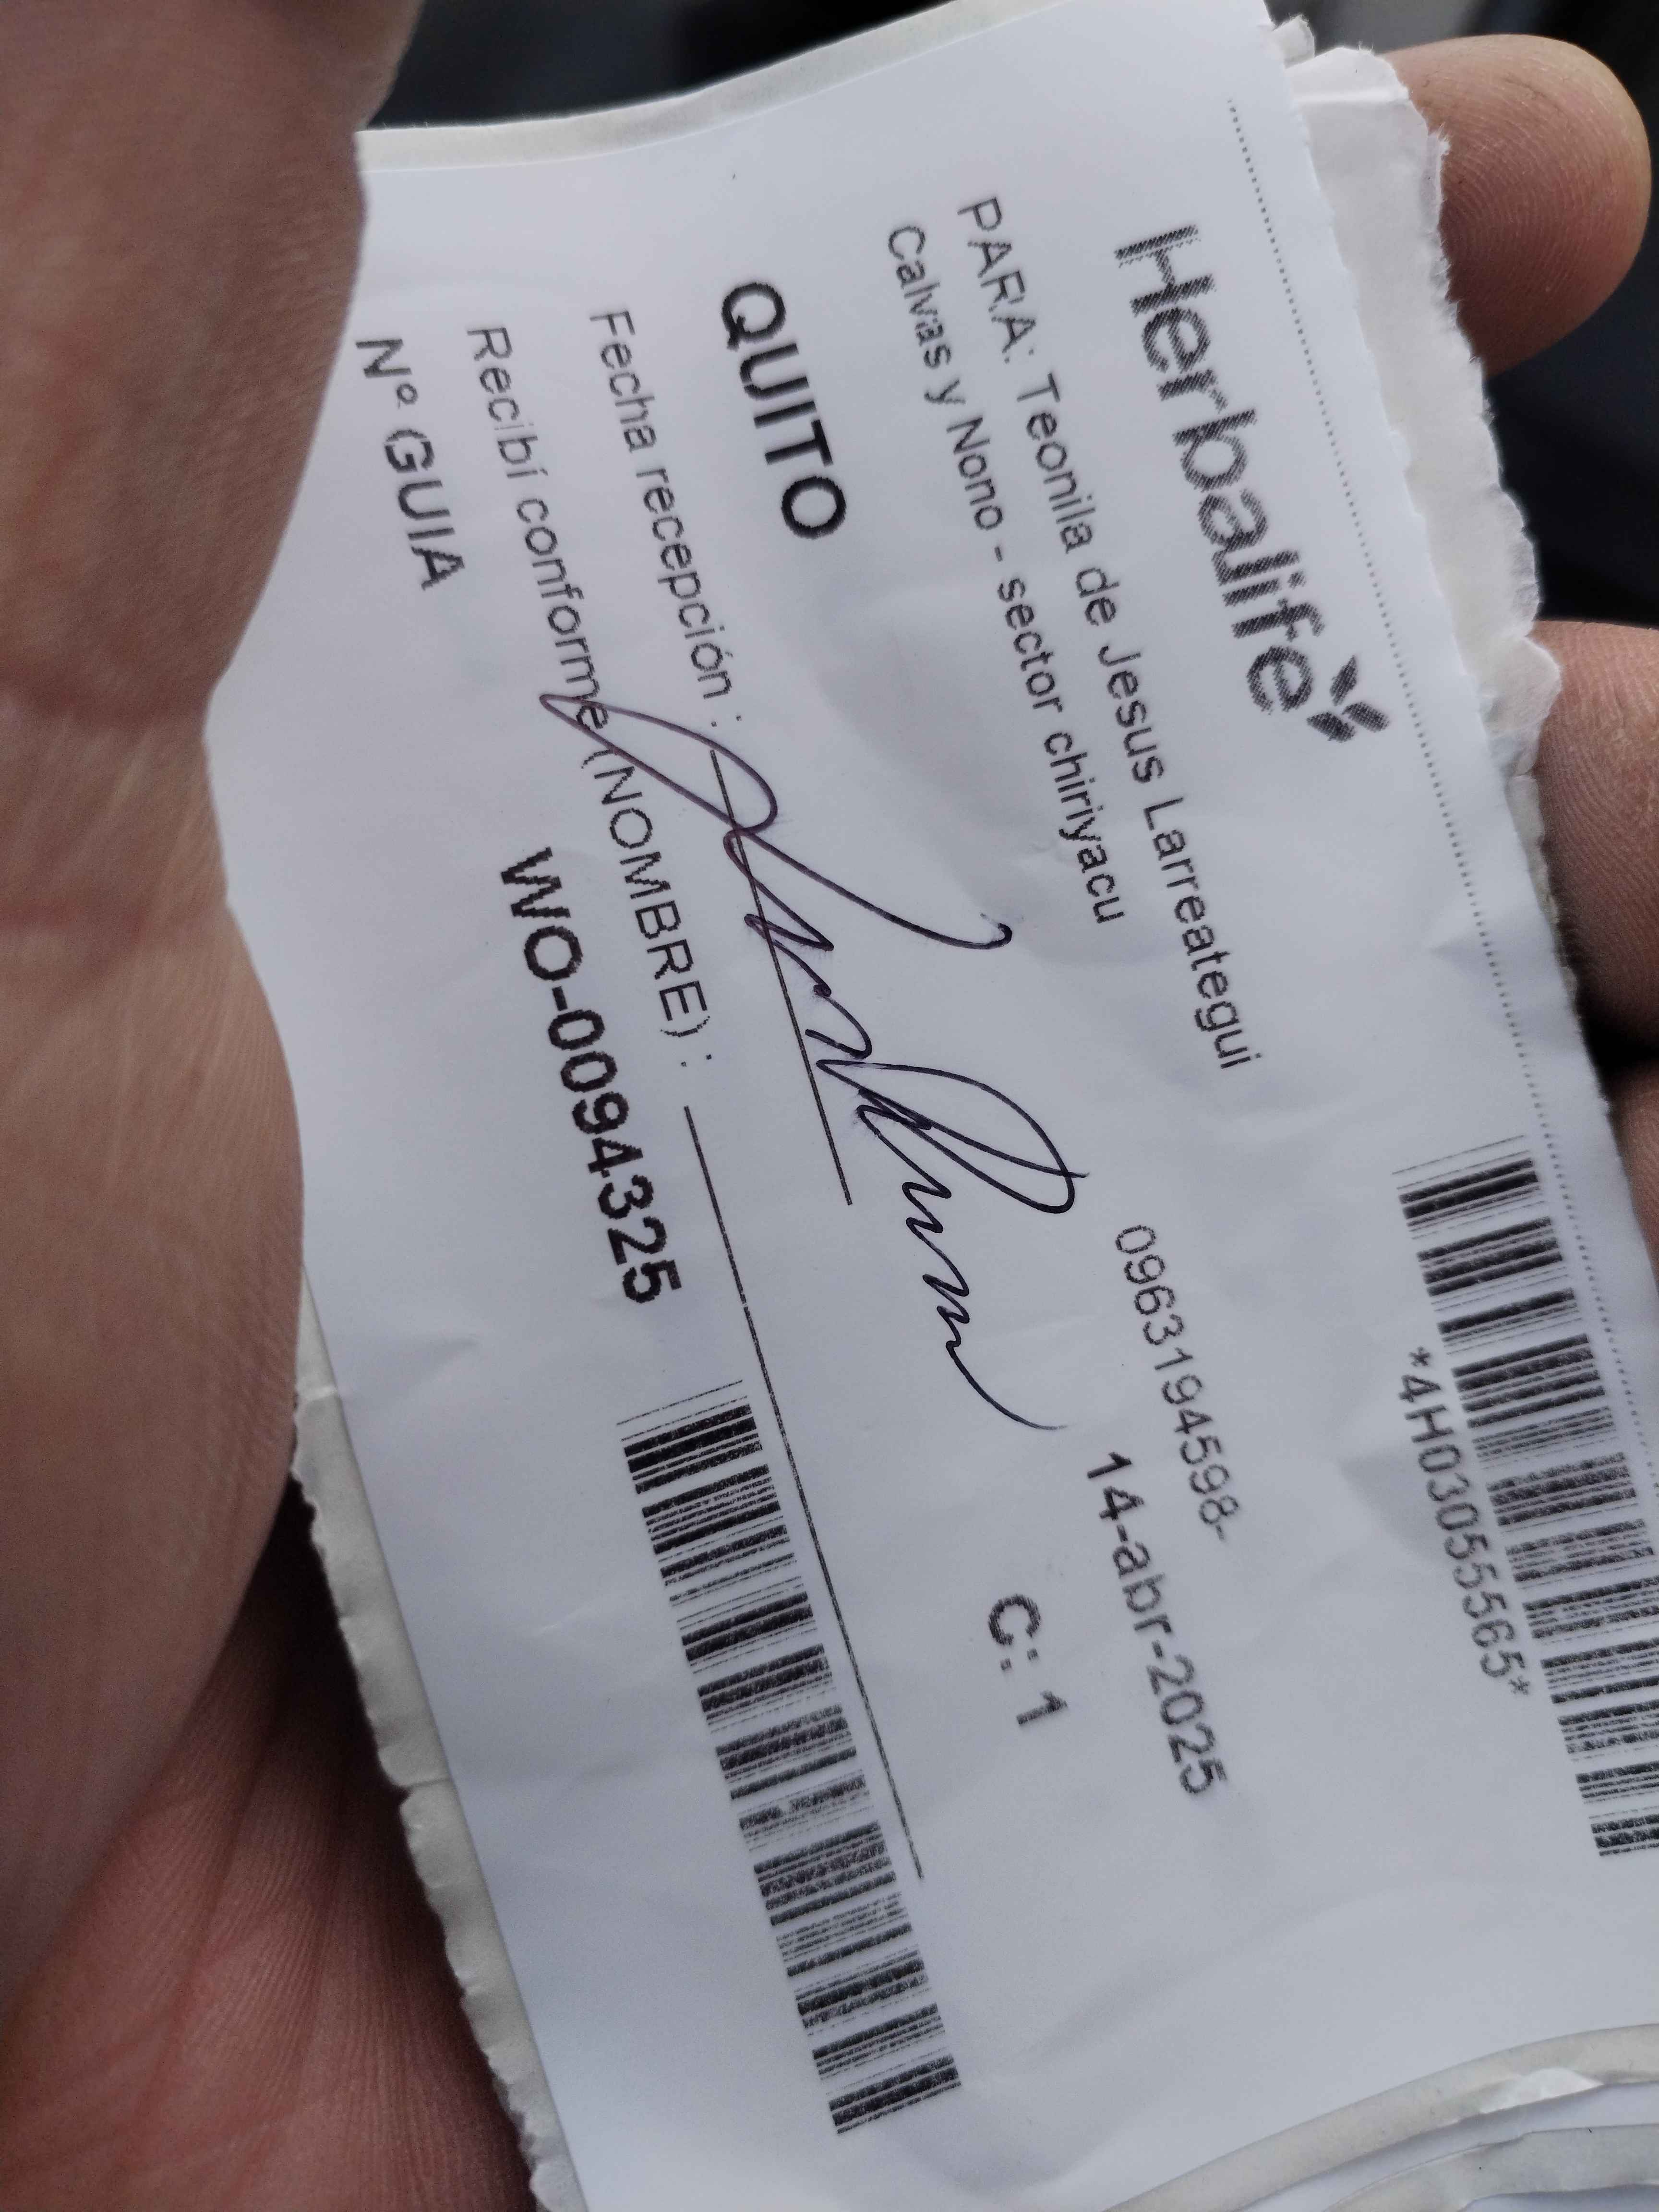 Herbalife
*4H03055565*
PARA: Teonila de Jesus Larreategui
0963194598-
Calvas y Nono - sector chiriyacu
14-abr-2025
QUITO
C: 1
Fecha recepción :
Recibí conforme (NOMBRE) :
Nº GUIA WO-0094325